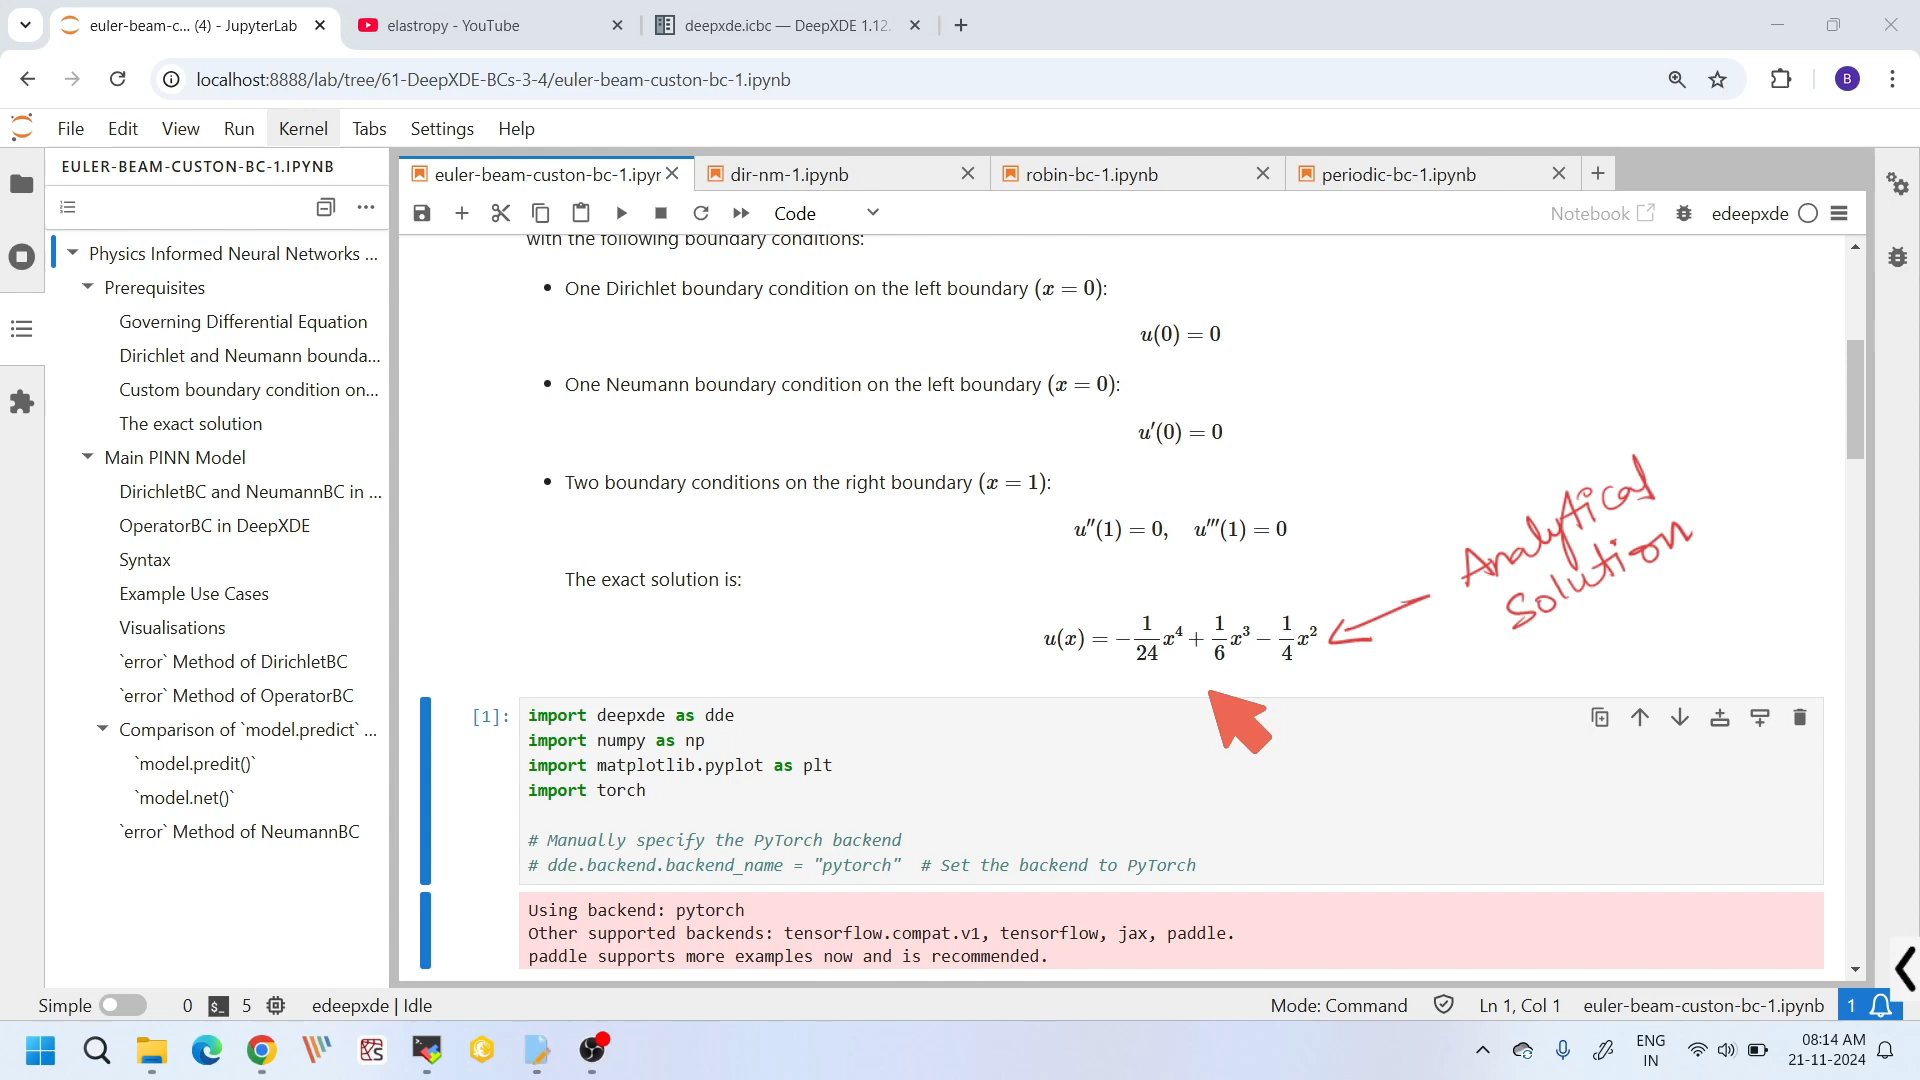 euler-beam-c... (4) - JupyterLab
elastropy - YouTube
deepxde.icbc — DeepXDE 1.12.
localhost:8888/lab/tree/61-DeepXDE-BCs-3-4/euler-beam-custon-bc-1.ipynb
B
File Edit View Run Kernel Tabs Settings Help
EULER-BEAM-CUSTON-BC-1.IPYNB
Physics Informed Neural Networks ...
Prerequisites
Governing Differential Equation
Dirichlet and Neumann bounda...
Custom boundary condition on...
The exact solution
Main PINN Model
DirichletBC and NeumannBC in ...
OperatorBC in DeepXDE
Syntax
Example Use Cases
Visualisations
`error` Method of DirichletBC
`error` Method of OperatorBC
Comparison of `model.predict` ...
`model.predit()`
`model.net()`
`error` Method of NeumannBC
euler-beam-custon-bc-1.ipyr
dir-nm-1.ipynb
robin-bc-1.ipynb
periodic-bc-1.ipynb
Code
Notebook
edeepxde
with the following boundary conditions:
• One Dirichlet boundary condition on the left boundary (x = 0):
u(0) = 0
• One Neumann boundary condition on the left boundary (x = 0):
u′(0) = 0
• Two boundary conditions on the right boundary (x = 1):
u″(1) = 0, u‴(1) = 0
The exact solution is:
u(x) = −1/24 x⁴ + 1/6 x³ − 1/4 x²
Analytical
Solution
[1]:
import deepxde as dde
import numpy as np
import matplotlib.pyplot as plt
import torch
# Manually specify the PyTorch backend
# dde.backend.backend_name = "pytorch"  # Set the backend to PyTorch
Using backend: pytorch
Other supported backends: tensorflow.compat.v1, tensorflow, jax, paddle.
paddle supports more examples now and is recommended.
Simple
0
5
edeepxde | Idle
Mode: Command
Ln 1, Col 1
euler-beam-custon-bc-1.ipynb
1
ENG
IN
08:14 AM
21-11-2024